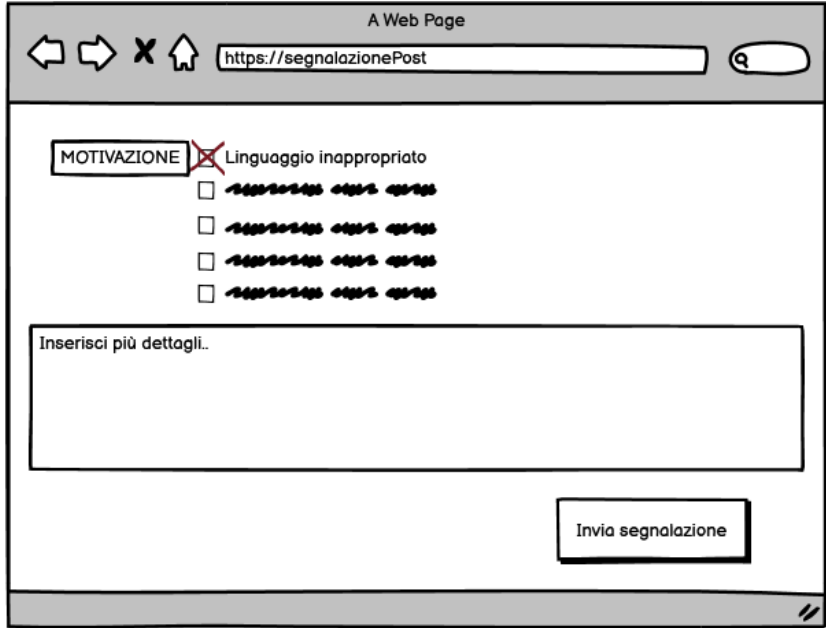 A Web Page
https://segnalazionePost
MOTIVAZIONE Linguaggio inappropriato
Inserisci più dettagli..
Invia segnalazione